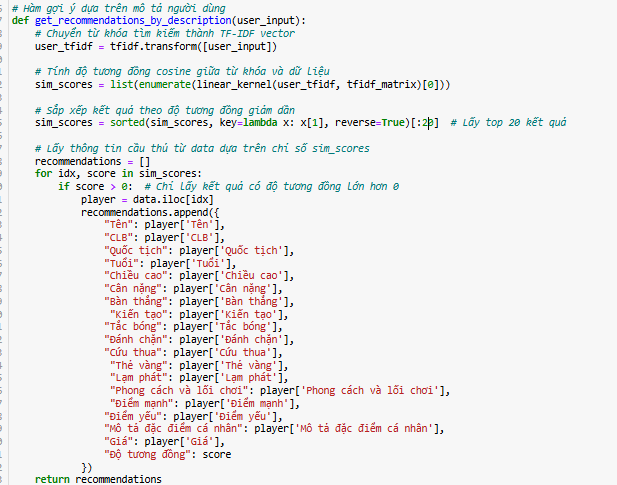 # Hàm gợi ý dựa trên mô tả người dùng
def get_recommendations_by_description(user_input):
    # Chuyển từ khóa tìm kiếm thành TF-IDF vector
    user_tfidf = tfidf.transform([user_input])

    # Tính độ tương đồng cosine giữa từ khóa và dữ liệu
    sim_scores = list(enumerate(linear_kernel(user_tfidf, tfidf_matrix)[0]))

    # Sắp xếp kết quả theo độ tương đồng giảm dần
    sim_scores = sorted(sim_scores, key=lambda x: x[1], reverse=True)[:20]  # Lấy top 20 kết quả

    # Lấy thông tin cầu thủ từ data dựa trên chỉ số sim_scores
    recommendations = []
    for idx, score in sim_scores:
        if score > 0:  # Chỉ lấy kết quả có độ tương đồng lớn hơn 0
            player = data.iloc[idx]
            recommendations.append({
                "Tên": player['Tên'],
                "CLB": player['CLB'],
                "Quốc tịch": player['Quốc tịch'],
                "Tuổi": player['Tuổi'],
                "Chiều cao": player['Chiều cao'],
                "Cân nặng": player['Cân nặng'],
                "Bàn thắng": player['Bàn thắng'],
                 "Kiến tạo": player['Kiến tạo'],
                "Tắc bóng": player['Tắc bóng'],
                "Đánh chặn": player['Đánh chặn'],
                "Cứu thua": player['Cứu thua'],
                 "Thẻ vàng": player['Thẻ vàng'],
                "Lạm phát": player['Lạm phát'],
                 "Phong cách và lối chơi": player['Phong cách và lối chơi'],
                 "Điểm mạnh": player['Điểm mạnh'],
                "Điểm yếu": player['Điểm yếu'],
                "Mô tả đặc điểm cá nhân": player['Mô tả đặc điểm cá nhân'],
                "Giá": player['Giá'],
                "Độ tương đồng": score
            })
    return recommendations